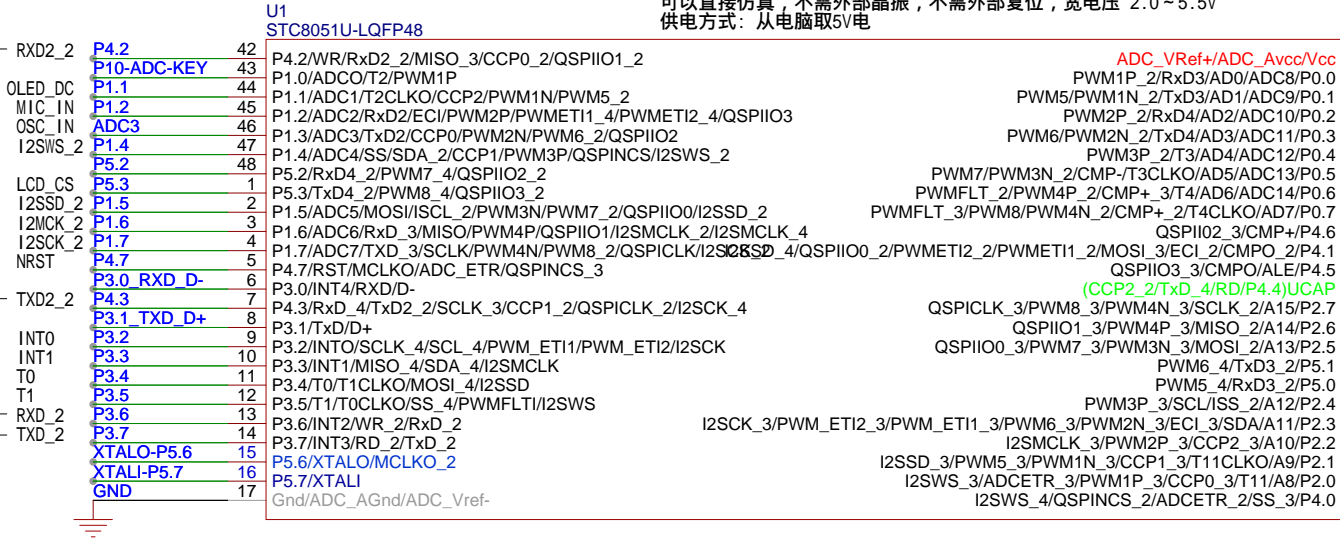 可以直接仿真，不需外部晶振，不需外部复位，宽电压 2.0~5.5V
供电方式：从电脑取5V电
U1
STC8051U-LQFP48
RXD2_2 P4.2 42 P4.2/WR/RxD2_2/MISO_3/CCP0_2/QSPIIO1_2
P10-ADC-KEY 43 P1.0/ADCO/T2/PWM1P
OLED_DC P1.1 44 P1.1/ADC1/T2CLKO/CCP2/PWM1N/PWM5_2
MIC_IN P1.2 45 P1.2/ADC2/RxD2/ECI/PWM2P/PWMETI1_4/PWMETI2_4/QSPIIO3
OSC_IN ADC3 46 P1.3/ADC3/TxD2/CCP0/PWM2N/PWM6_2/QSPIIO2
I2SWS_2 P1.4 47 P1.4/ADC4/SS/SDA_2/CCP1/PWM3P/QSPINCS/I2SWS_2
P5.2 48 P5.2/RxD4_2/PWM7_4/QSPIIO2_2
LCD_CS P5.3 1 P5.3/TxD4_2/PWM8_4/QSPIIO3_2
I2SSD_2 P1.5 2 P1.5/ADC5/MOSI/ISCL_2/PWM3N/PWM7_2/QSPIIO0/I2SSD_2
I2MCK_2 P1.6 3 P1.6/ADC6/RxD_3/MISO/PWM4P/QSPIIO1/I2SMCLK_2/I2SMCLK_4
I2SCK_2 P1.7 4 P1.7/ADC7/TXD_3/SCLK/PWM4N/PWM8_2/QSPICLK/I2SCK_2
NRST P4.7 5 P4.7/RST/MCLKO/ADC_ETR/QSPINCS_3
P3.0_RXD_D- 6 P3.0/INT4/RXD/D-
TXD2_2 P4.3 7 P4.3/RxD_4/TxD2_2/SCLK_3/CCP1_2/QSPICLK_2/I2SCK_4
P3.1_TXD_D+ 8 P3.1/TxD/D+
INT0 P3.2 9 P3.2/INTO/SCLK_4/SCL_4/PWM_ETI1/PWM_ETI2/I2SCK
INT1 P3.3 10 P3.3/INT1/MISO_4/SDA_4/I2SMCLK
T0 P3.4 11 P3.4/T0/T1CLKO/MOSI_4/I2SSD
T1 P3.5 12 P3.5/T1/T0CLKO/SS_4/PWMFLTI/I2SWS
RXD_2 P3.6 13 P3.6/INT2/WR_2/RxD_2
TXD_2 P3.7 14 P3.7/INT3/RD_2/TxD_2
XTALO-P5.6 15 P5.6/XTALO/MCLKO_2
XTALI-P5.7 16 P5.7/XTALI
GND 17 Gnd/ADC_AGnd/ADC_Vref-
ADC_VRef+/ADC_Avcc/Vcc
PWM1P_2/RxD3/AD0/ADC8/P0.0
PWM5/PWM1N_2/TxD3/AD1/ADC9/P0.1
PWM2P_2/RxD4/AD2/ADC10/P0.2
PWM6/PWM2N_2/TxD4/AD3/ADC11/P0.3
PWM3P_2/T3/AD4/ADC12/P0.4
PWM7/PWM3N_2/CMP-/T3CLKO/AD5/ADC13/P0.5
PWMFLT_2/PWM4P_2/CMP+_3/T4/AD6/ADC14/P0.6
PWMFLT_3/PWM8/PWM4N_2/CMP+_2/T4CLKO/AD7/P0.7
QSPII02_3/CMP+/P4.6
I2SSD_4/QSPIIO0_2/PWMETI2_2/PWMETI1_2/MOSI_3/ECI_2/CMPO_2/P4.1
QSPIIO3_3/CMPO/ALE/P4.5
(CCP2_2/TxD_4/RD/P4.4)UCAP
QSPICLK_3/PWM8_3/PWM4N_3/SCLK_2/A15/P2.7
QSPIIO1_3/PWM4P_3/MISO_2/A14/P2.6
QSPIIO0_3/PWM7_3/PWM3N_3/MOSI_2/A13/P2.5
PWM6_4/TxD3_2/P5.1
PWM5_4/RxD3_2/P5.0
PWM3P_3/SCL/ISS_2/A12/P2.4
I2SCK_3/PWM_ETI2_3/PWM_ETI1_3/PWM6_3/PWM2N_3/ECI_3/SDA/A11/P2.3
I2SMCLK_3/PWM2P_3/CCP2_3/A10/P2.2
I2SSD_3/PWM5_3/PWM1N_3/CCP1_3/T11CLKO/A9/P2.1
I2SWS_3/ADCETR_3/PWM1P_3/CCP0_3/T11/A8/P2.0
I2SWS_4/QSPINCS_2/ADCETR_2/SS_3/P4.0